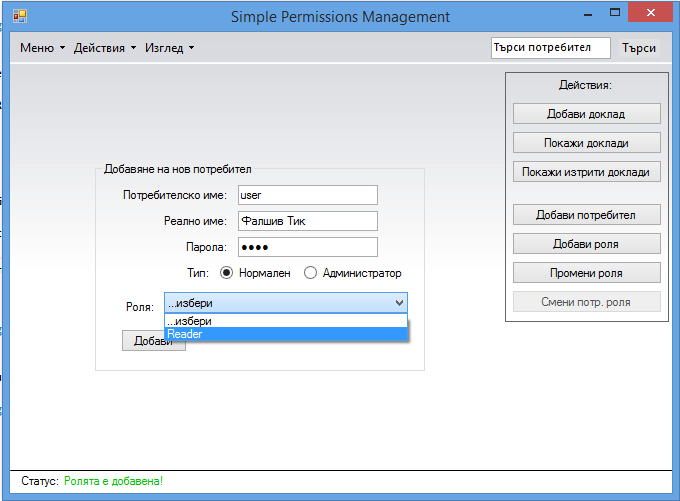 Simple Permissions Management
Меню Действия Изглед Търси потребител Търси
Действия:
Добави доклад
Покажи доклади
Покажи изтрити доклади
Добави потребител
Добави роля
Промени роля
Смени потр. роля
Добавяне на нов потребител
Потребителско име: user
Реално име: Фалшив Тик
Парола: ●●●●
Тип: Нормален Администратор
Роля: ...избери
...избери
Reader
Добави
Статус: Ролята е добавена!